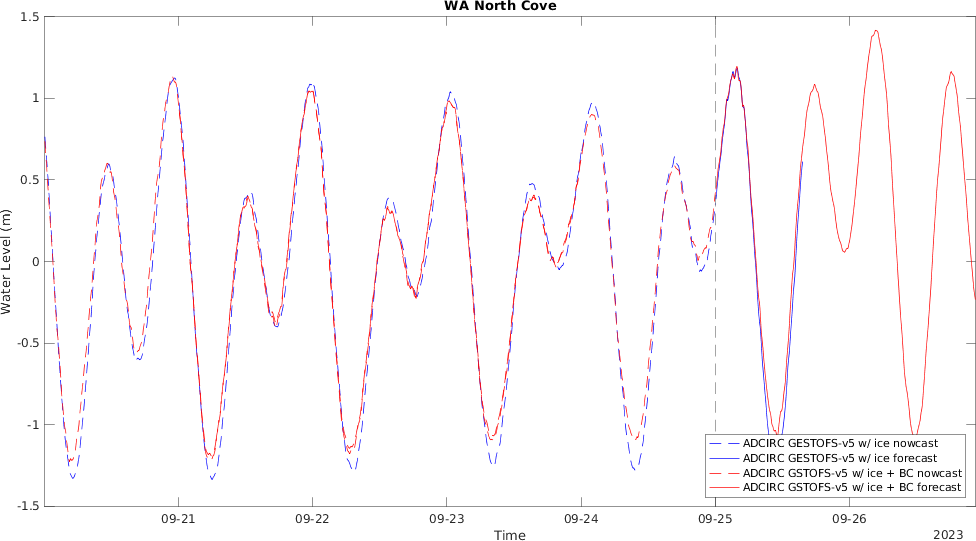 WA North Cove
1.5
1
0.5
0
-0.5
-1
-1.5
Water Level (m)
09-21
09-22
09-23
09-24
09-25
09-26
Time
2023
ADCIRC GESTOFS-v5 w/ ice nowcast
ADCIRC GESTOFS-v5 w/ ice forecast
ADCIRC GSTOFS-v5 w/ ice + BC nowcast
ADCIRC GSTOFS-v5 w/ ice + BC forecast